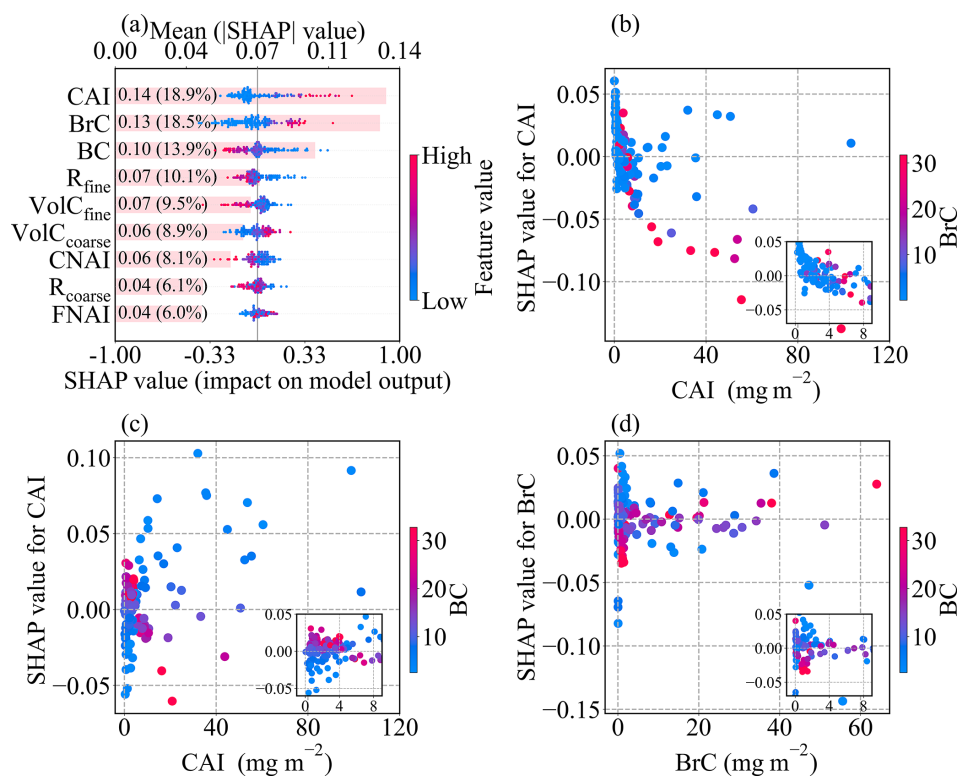 (a)
Mean (|SHAP| value)
0.00 0.04 0.07 0.11 0.14
CAI 0.14 (18.9%)
BrC 0.13 (18.5%)
BC 0.10 (13.9%)
R_fine 0.07 (10.1%)
VolC_fine 0.07 (9.5%)
VolC_coarse 0.06 (8.9%)
CNAI 0.06 (8.1%)
R_coarse 0.04 (6.1%)
FNAI 0.04 (6.0%)
-1.00 -0.33 0.33 1.00
SHAP value (impact on model output)
High
Feature value
Low
(b)
SHAP value for CAI
0.05
0.00
−0.05
−0.10
0 40 80 120
CAI (mg m⁻²)
0.05
0.00
−0.05
0 4 8
30
20
10
BrC
(c)
SHAP value for CAI
0.10
0.05
0.00
−0.05
0 40 80 120
CAI (mg m⁻²)
0.05
0.00
−0.05
0 4 8
30
20
10
BC
(d)
SHAP value for BrC
0.05
0.00
−0.05
−0.10
−0.15
0 20 40 60
BrC (mg m⁻²)
0.05
0.00
−0.05
0 4 8
30
20
10
BC